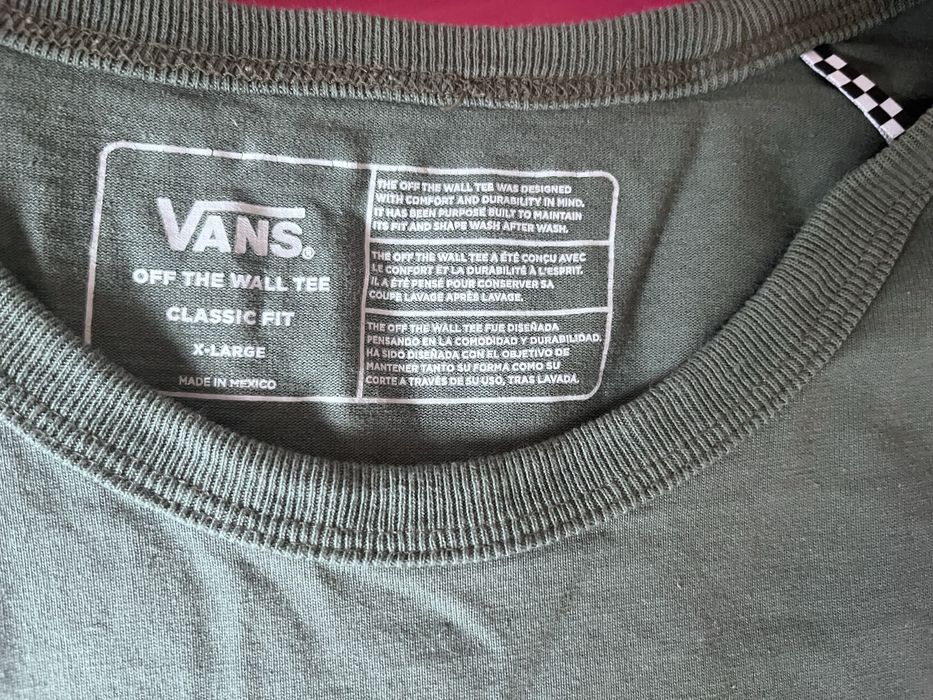 VANS®
OFF THE WALL TEE
CLASSIC FIT
X-LARGE
MADE IN MEXICO
THE OFF THE WALL TEE WAS DESIGNED
WITH COMFORT AND DURABILITY IN MIND.
IT HAS BEEN PURPOSE BUILT TO MAINTAIN
ITS FIT AND SHAPE WASH AFTER WASH.
THE OFF THE WALL TEE A ÉTÉ CONÇU AVEC
LE CONFORT ET LA DURABILITÉ À L'ESPRIT.
IL A ÉTÉ PENSÉ POUR CONSERVER SA
COUPE LAVAGE APRÈS LAVAGE.
THE OFF THE WALL TEE FUE DISEÑADA
PENSANDO EN LA COMODIDAD Y DURABILIDAD.
HA SIDO DISEÑADA CON EL OBJETIVO DE
MANTENER TANTO SU FORMA COMO SU
CORTE A TRAVÉS DE SU USO, TRAS LAVADA.